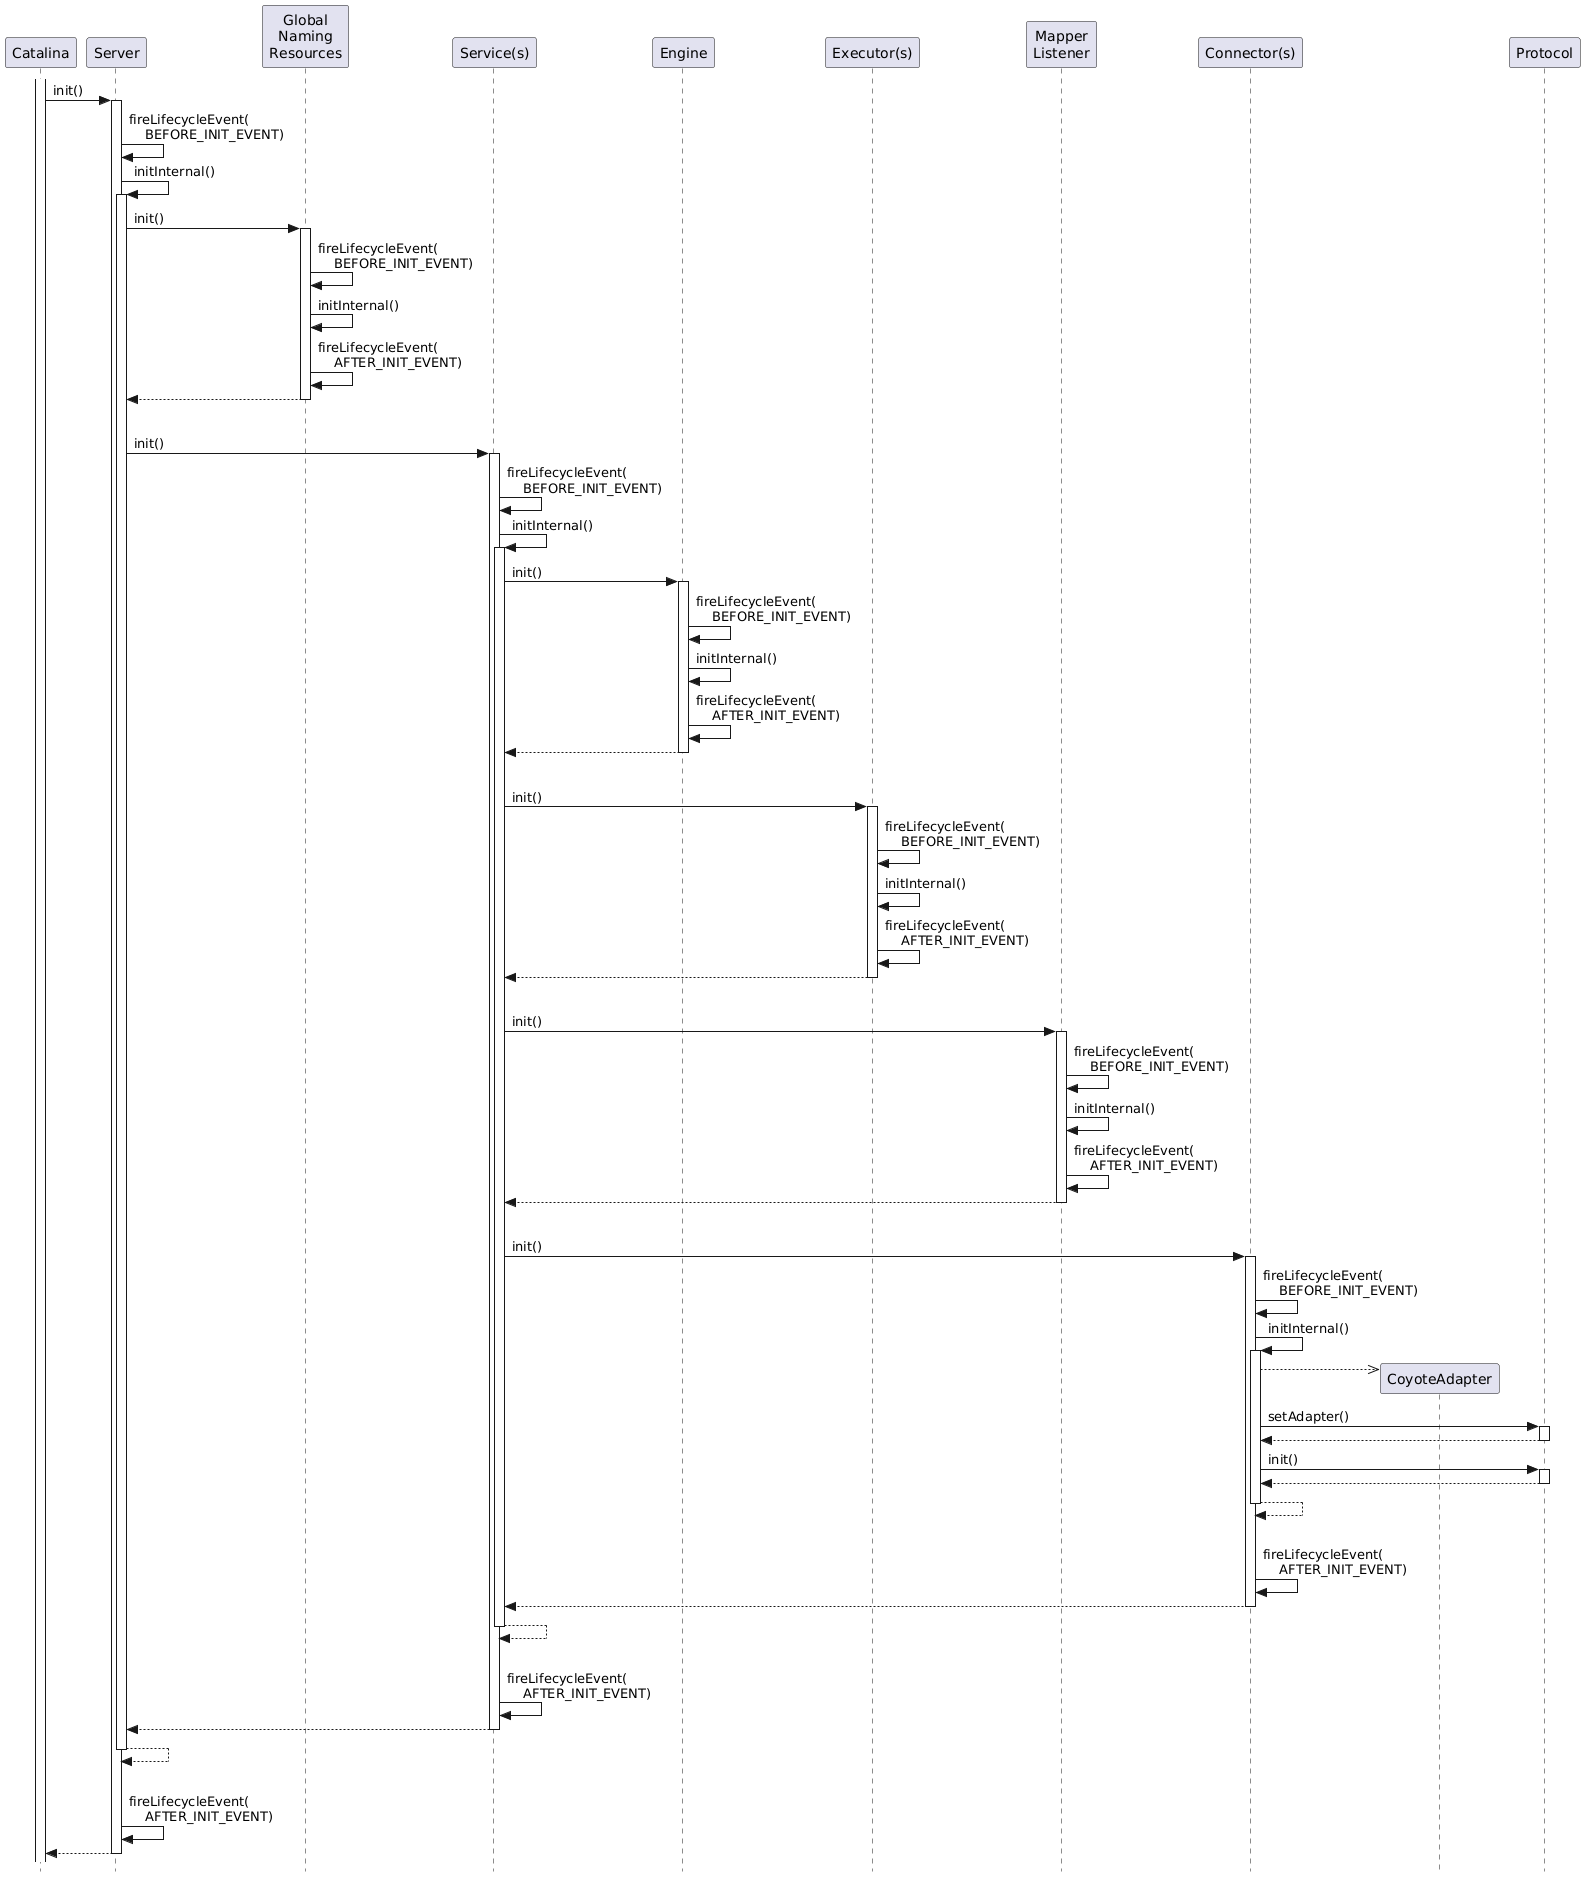 Global
Naming
Resources
Mapper
Listener
Catalina
Server
Service(s)
Engine
Executor(s)
Connector(s)
Protocol
init()
fireLifecycleEvent(
BEFORE_INIT_EVENT)
initInternal()
init()
fireLifecycleEvent(
BEFORE_INIT_EVENT)
initInternal()
fireLifecycleEvent(
AFTER_INIT_EVENT)
init()
fireLifecycleEvent(
BEFORE_INIT_EVENT)
initInternal()
init()
fireLifecycleEvent(
BEFORE_INIT_EVENT)
initInternal()
fireLifecycleEvent(
AFTER_INIT_EVENT)
init()
fireLifecycleEvent(
BEFORE_INIT_EVENT)
initInternal()
fireLifecycleEvent(
AFTER_INIT_EVENT)
init()
fireLifecycleEvent(
BEFORE_INIT_EVENT)
initInternal()
fireLifecycleEvent(
AFTER_INIT_EVENT)
init()
fireLifecycleEvent(
BEFORE_INIT_EVENT)
initInternal()
CoyoteAdapter
setAdapter()
init()
fireLifecycleEvent(
AFTER_INIT_EVENT)
fireLifecycleEvent(
AFTER_INIT_EVENT)
fireLifecycleEvent(
AFTER_INIT_EVENT)